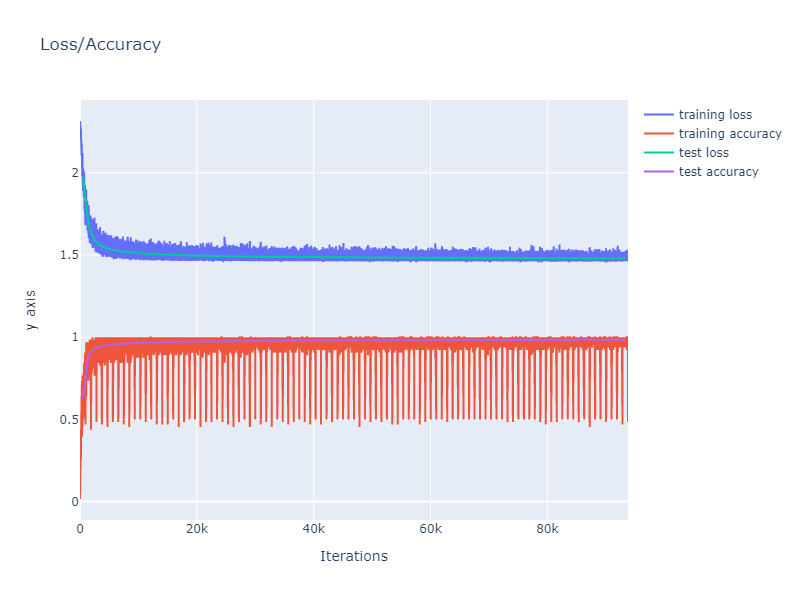 Loss/Accuracy
training loss
training accuracy
test loss
test accuracy
2
1.5
1
0.5
0
y axis
0
20k
40k
60k
80k
Iterations